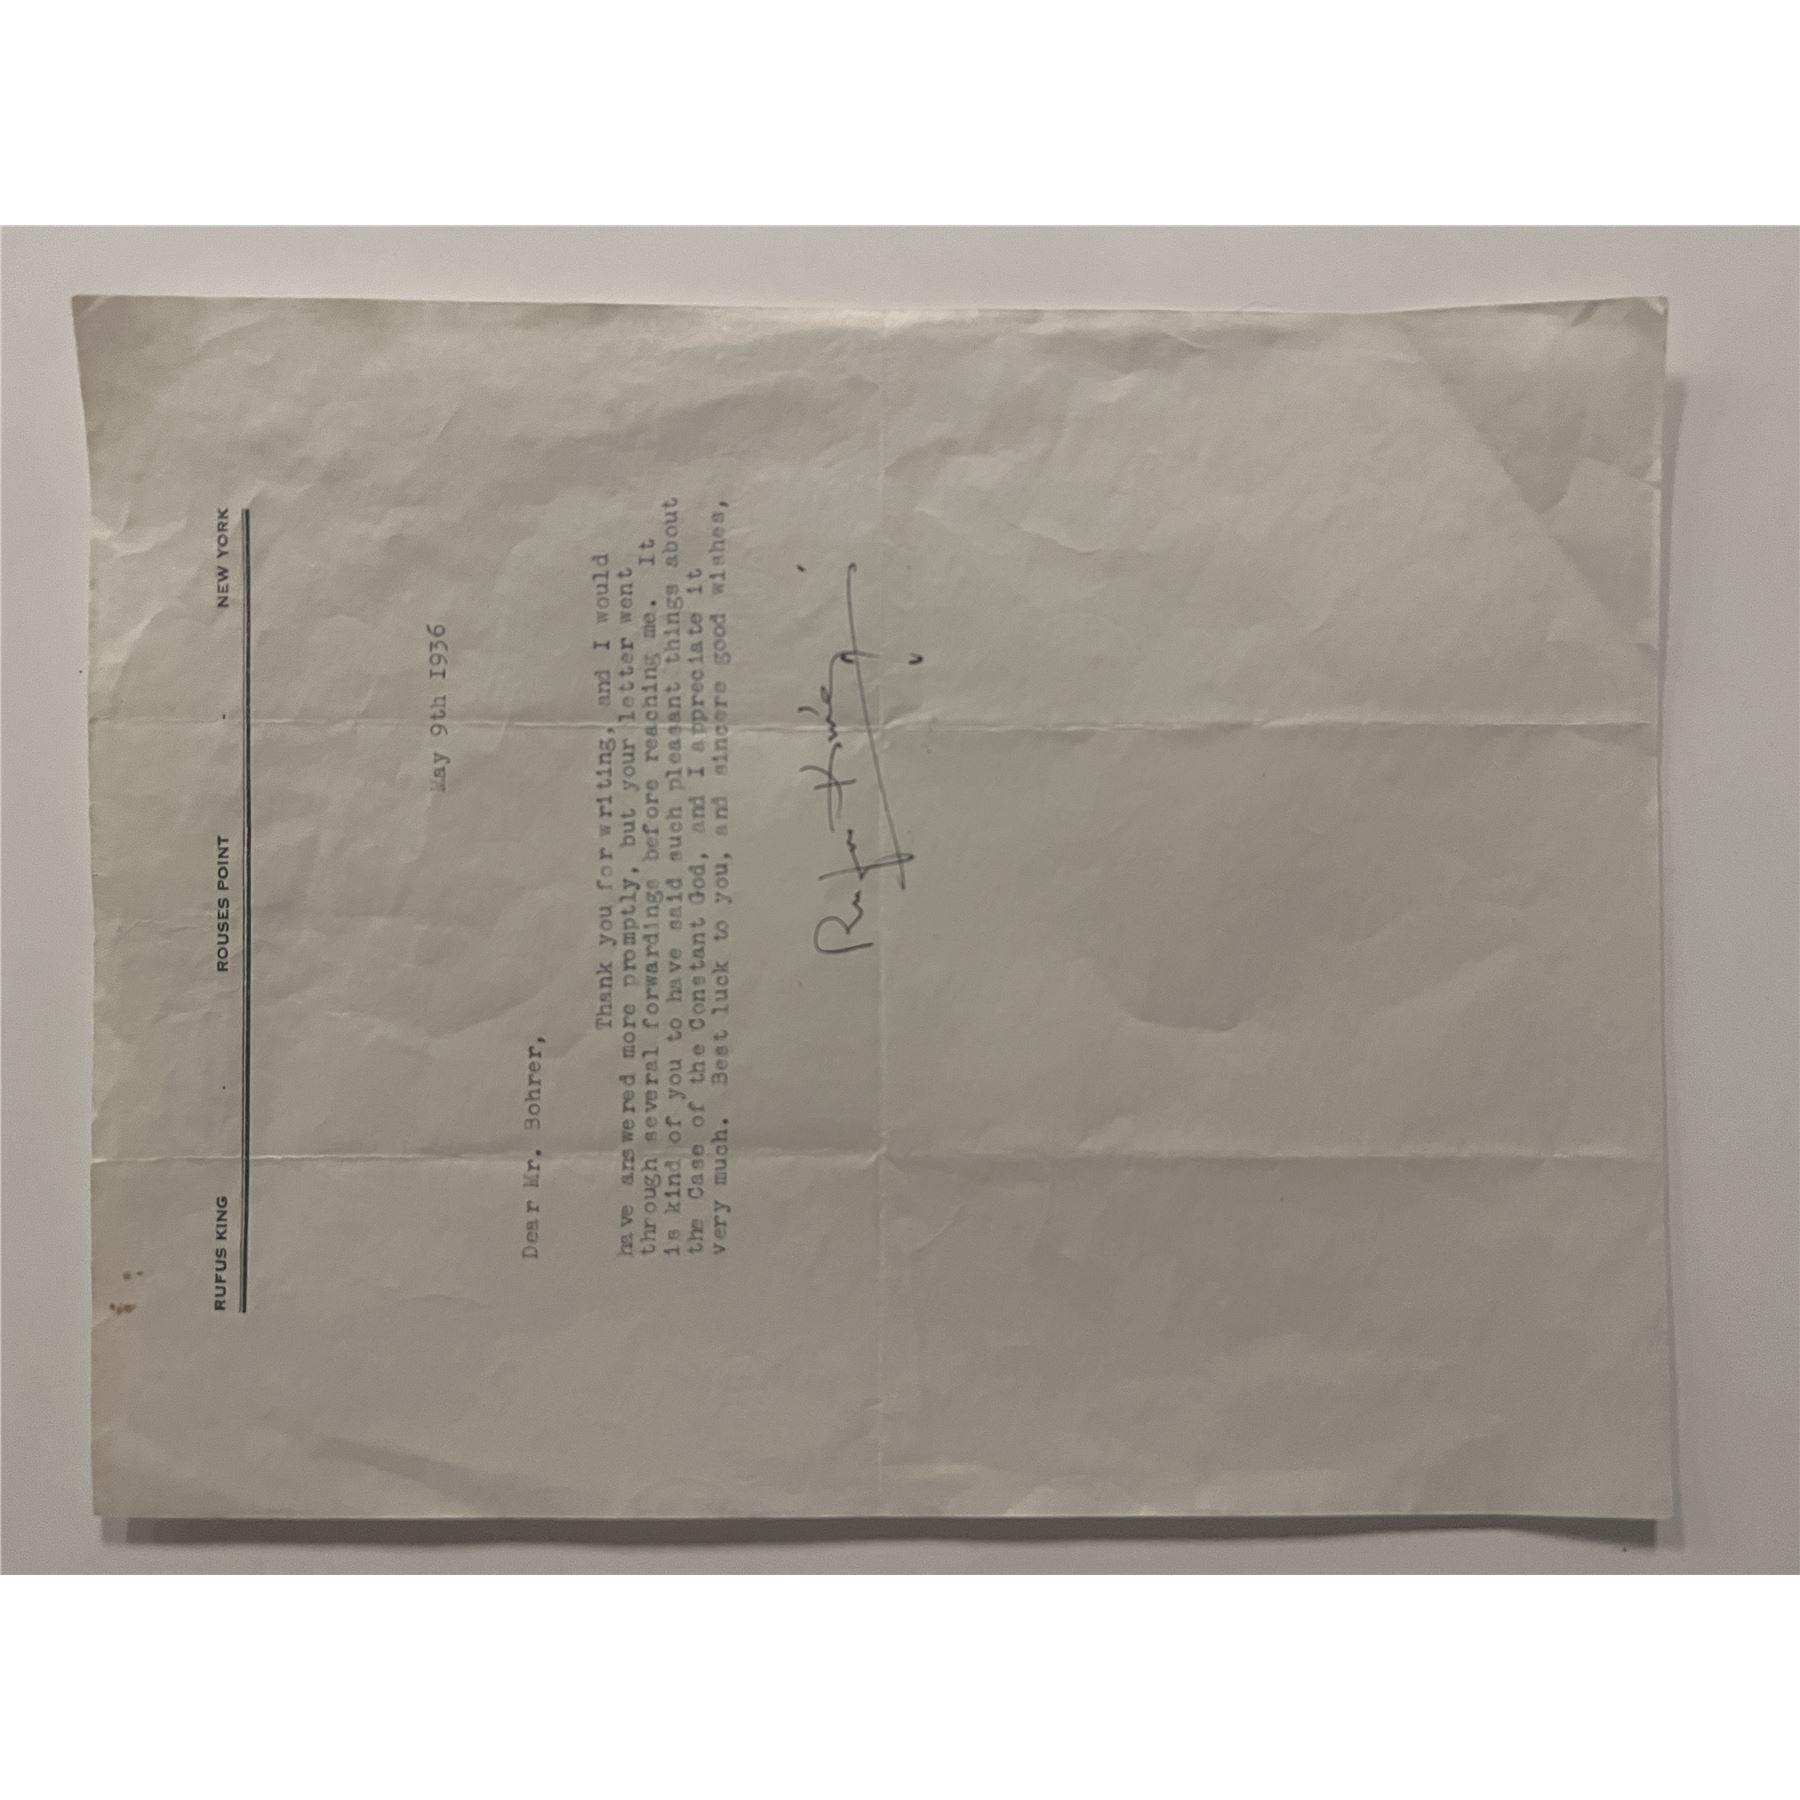 RUFUS KING · ROUSES POINT · NEW YORK
May 9th 1936
Dear Mr. Bohrer,
Thank you for writing, and I would
have answered more promptly, but your letter went
through several forwardings before reaching me. It
is kind of you to have said such pleasant things about
the Case of the Constant God, and I appreciate it
very much. Best luck to you, and sincere good wishes,
Rufus King